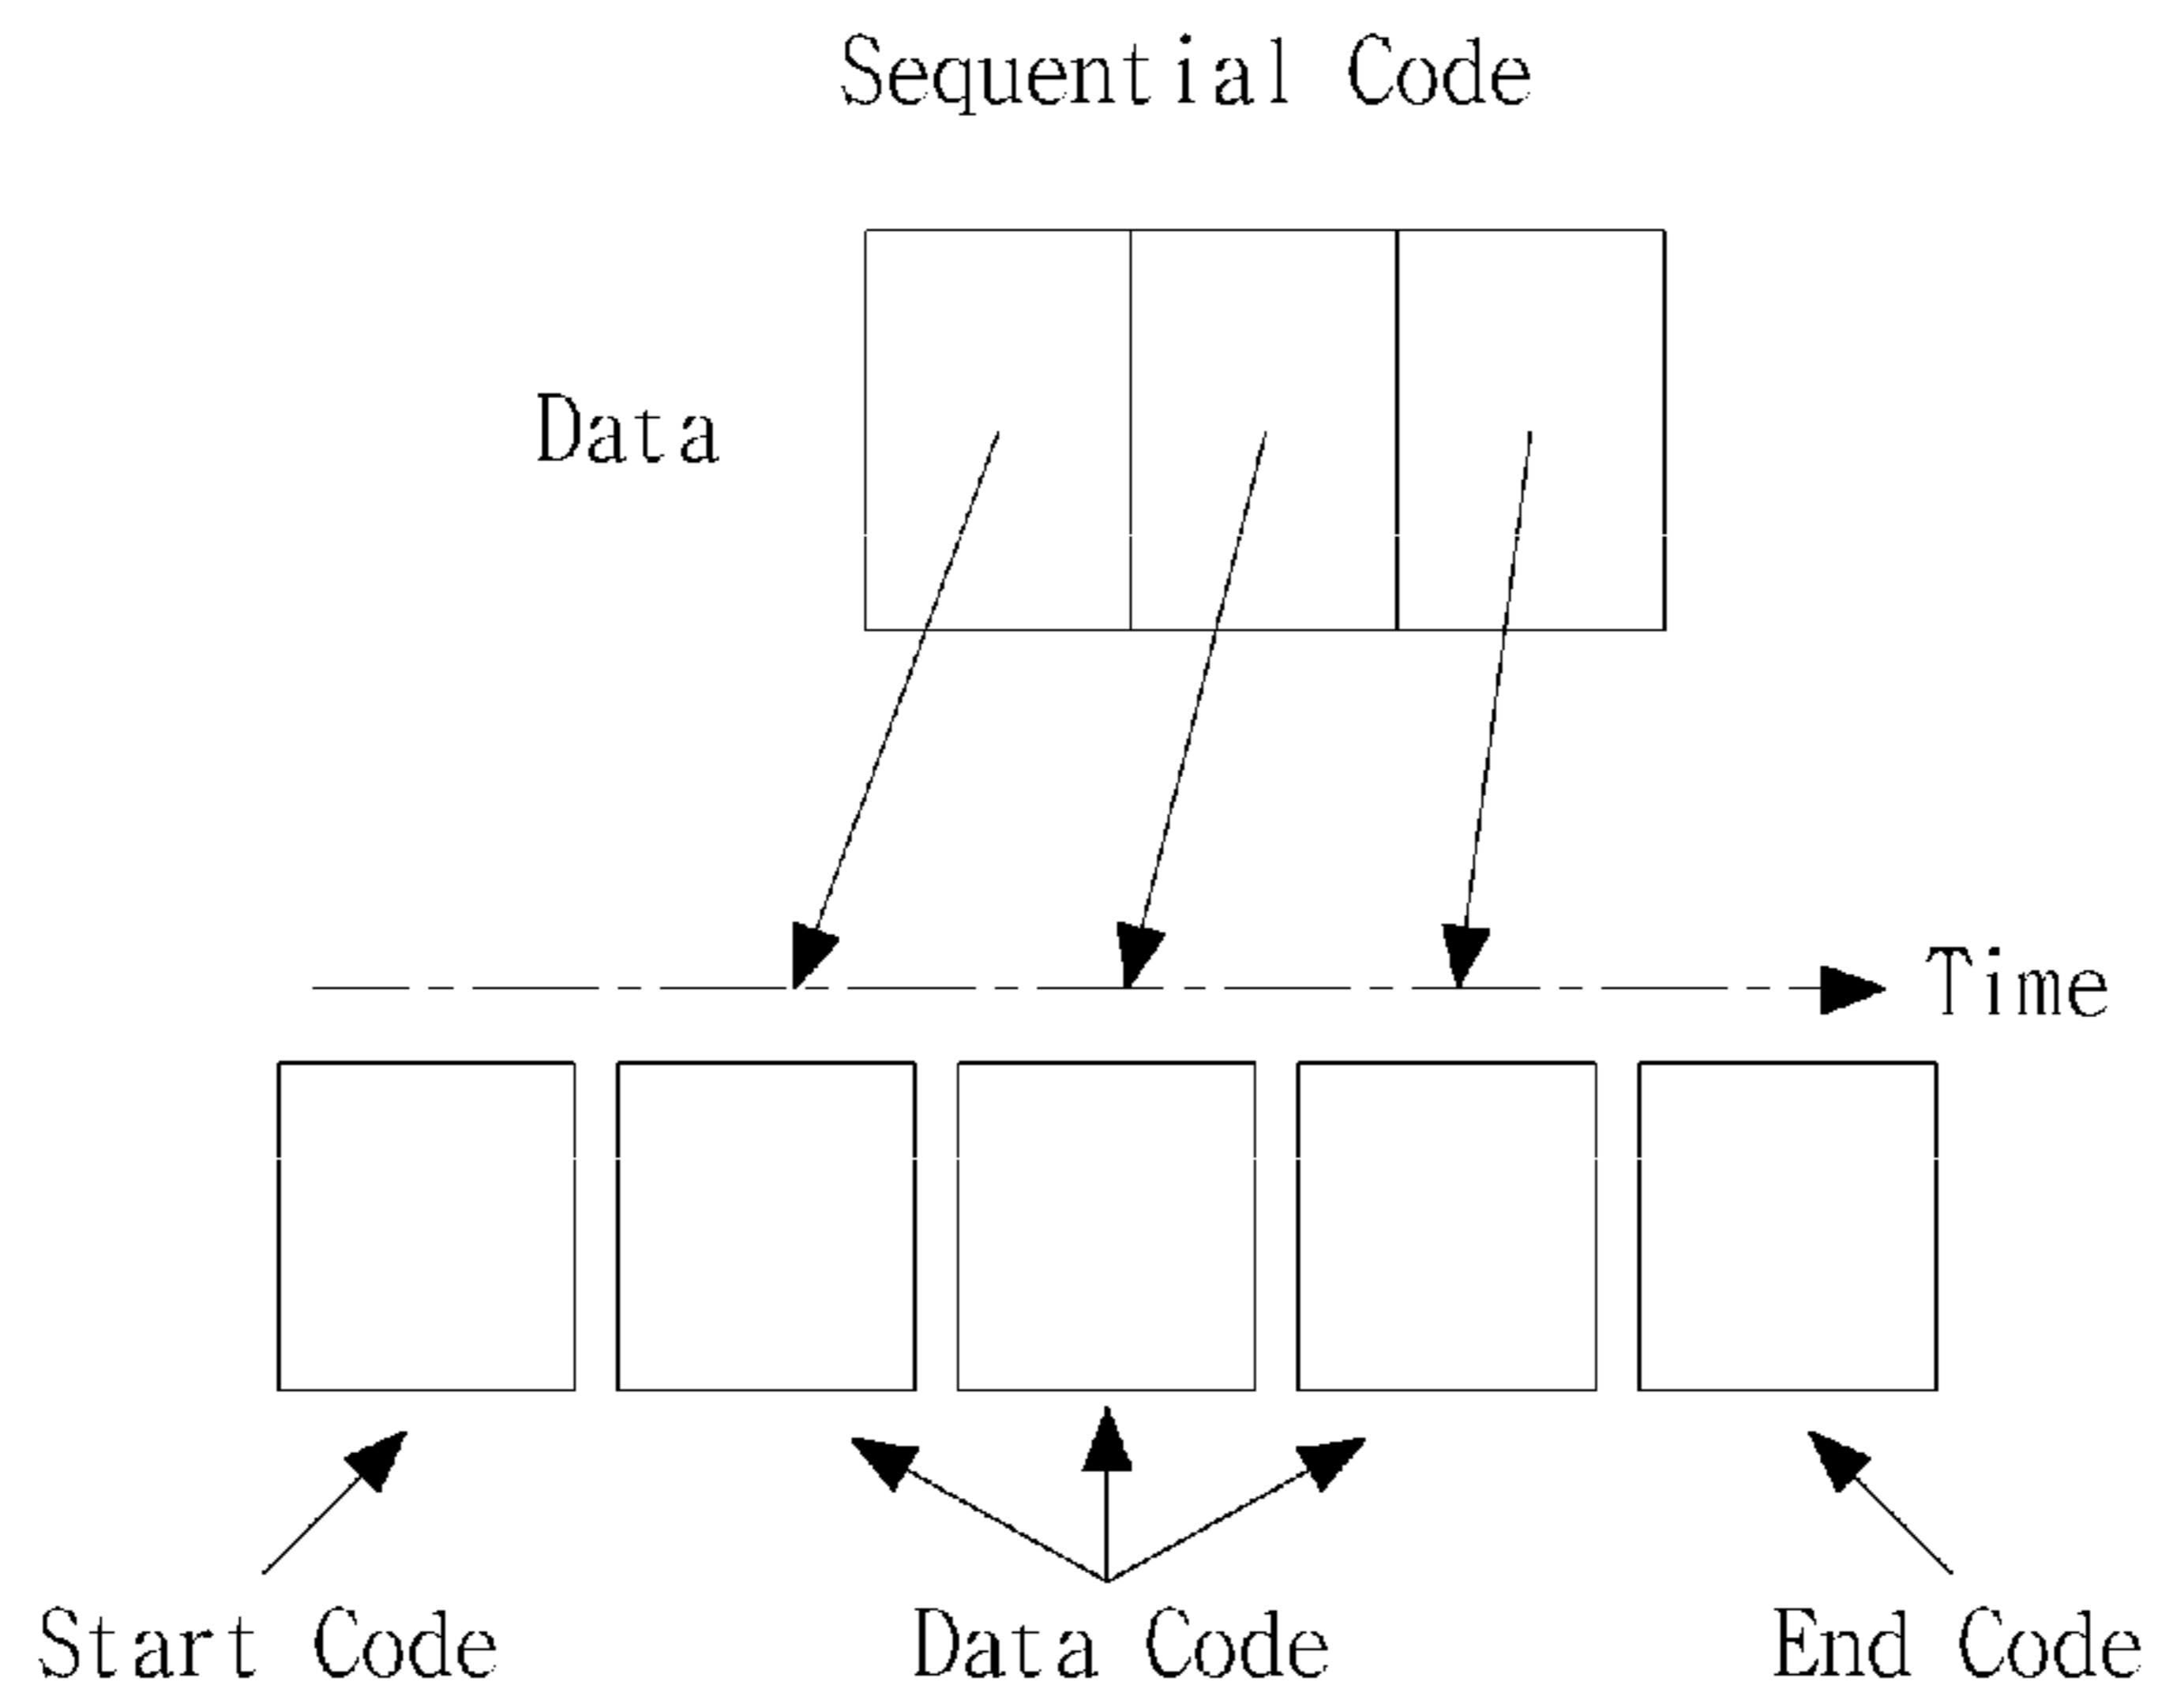 Sequential Code
Data
Time
Start Code
Data Code
End Code